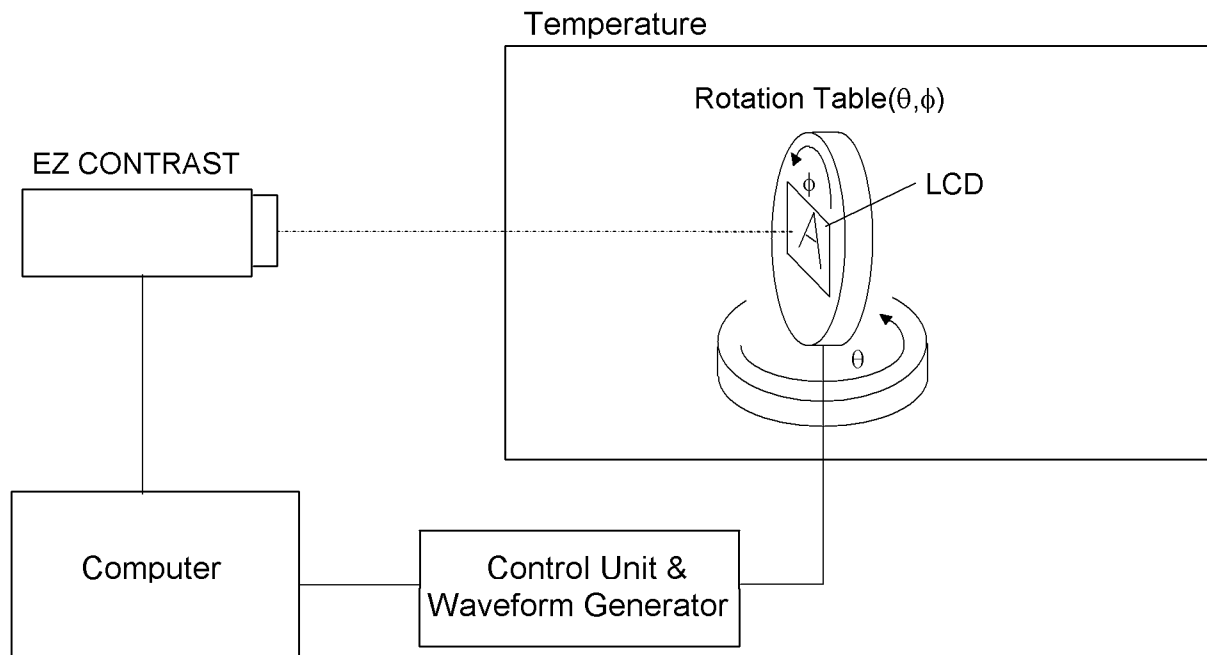 Temperature
Rotation Table(θ,ϕ)
EZ CONTRAST
ϕ
LCD
A
θ
Computer
Control Unit &
Waveform Generator